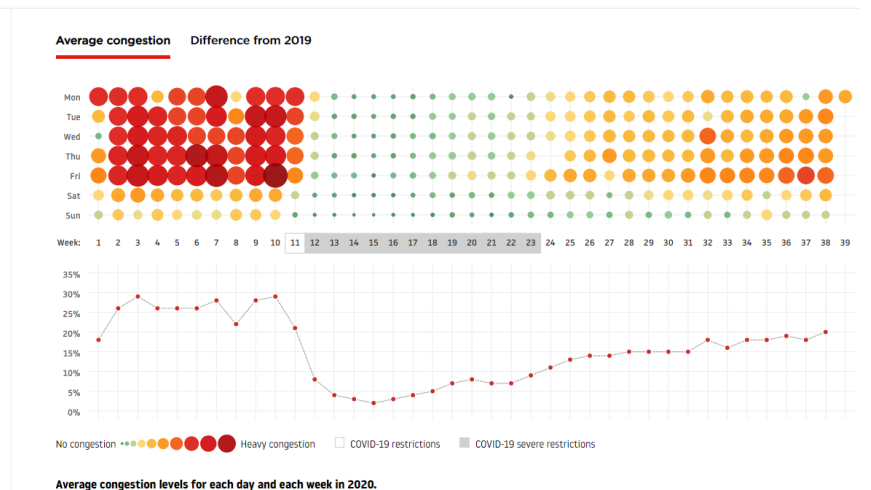 Average congestion Difference from 2019
Mon
Tue
Wed
Thu
Fri
Sat
Sun
Week: 1 2 3 4 5 6 7 8 9 10 11 12 13 14 15 16 17 18 19 20 21 22 23 24 25 26 27 28 29 30 31 32 33 34 35 36 37 38 39
35%
30%
25%
20%
15%
10%
5%
0%
No congestion Heavy congestion COVID-19 restrictions COVID-19 severe restrictions
Average congestion levels for each day and each week in 2020.